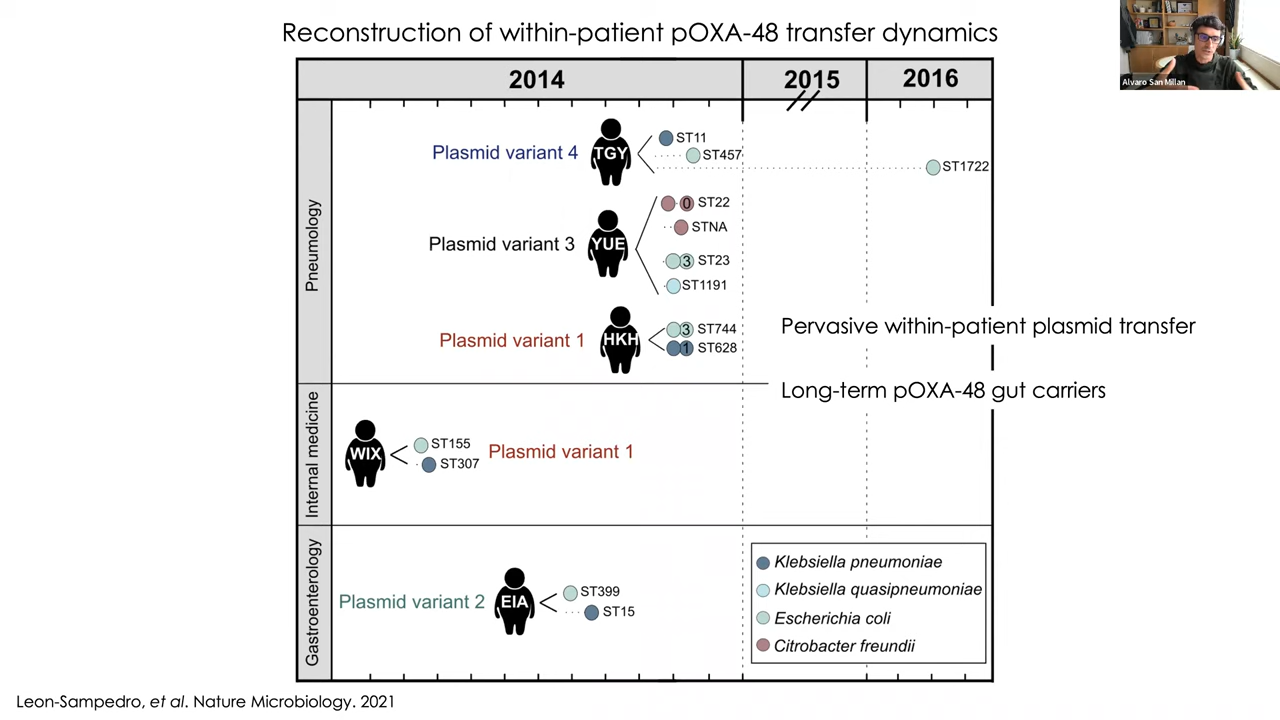 Reconstruction of within-patient pOXA-48 transfer dynamics
Alvaro San Millan
2014
2015
2016
Pneumology
Plasmid variant 4
TGY
ST11
ST457
ST1722
Plasmid variant 3
YUE
0
ST22
STNA
3
ST23
ST1191
Plasmid variant 1
HKH
3
ST744
1
ST628
Pervasive within-patient plasmid transfer
Long-term pOXA-48 gut carriers
Internal medicine
WIX
ST155
ST307
Plasmid variant 1
Gastroenterology
Plasmid variant 2
EIA
ST399
ST15
Klebsiella pneumoniae
Klebsiella quasipneumoniae
Escherichia coli
Citrobacter freundii
Leon-Sampedro, et al. Nature Microbiology. 2021